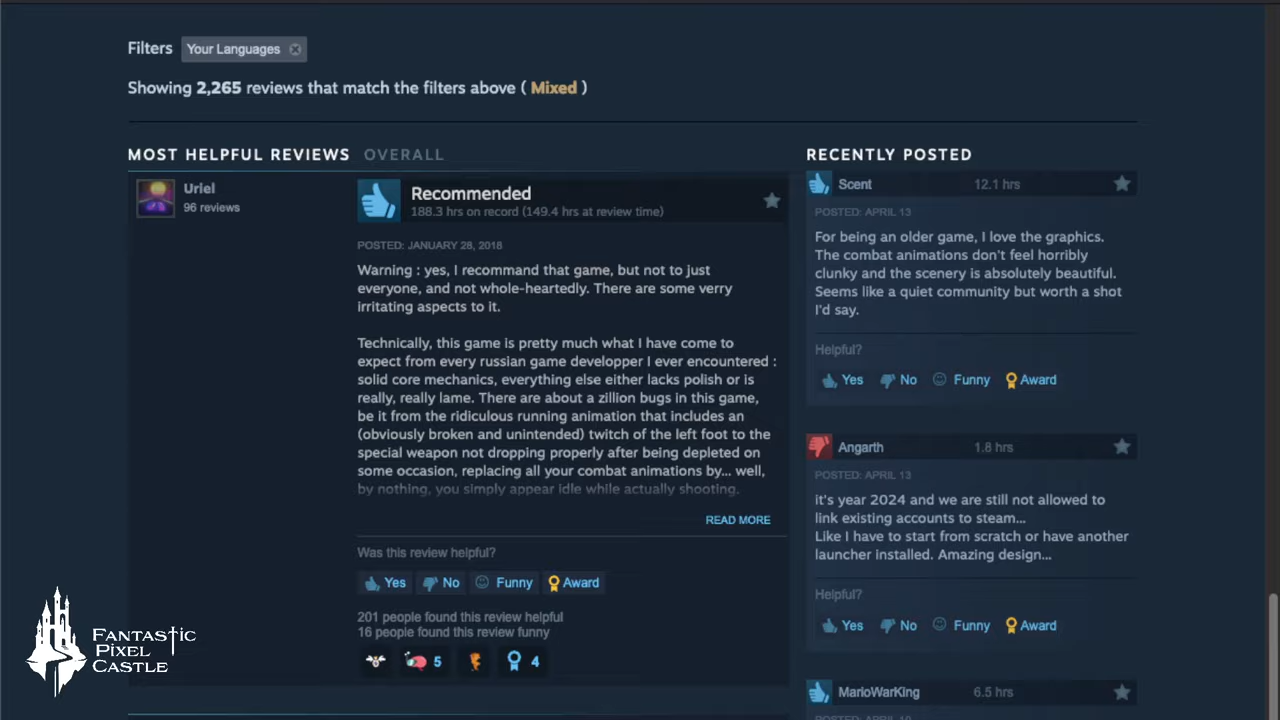 Filters Your Languages
Showing 2,265 reviews that match the filters above ( Mixed )
MOST HELPFUL REVIEWS OVERALL
Uriel
96 reviews
Recommended
188.3 hrs on record (149.4 hrs at review time)
POSTED: JANUARY 28, 2018
Warning : yes, I recommand that game, but not to just
everyone, and not whole-heartedly. There are some verry
irritating aspects to it.
Technically, this game is pretty much what I have come to
expect from every russian game developper I ever encountered :
solid core mechanics, everything else either lacks polish or is
really, really lame. There are about a zillion bugs in this game,
be it from the ridiculous running animation that includes an
(obviously broken and unintended) twitch of the left foot to the
special weapon not dropping properly after being depleted on
some occasion, replacing all your combat animations by... well,
by nothing, you simply appear idle while actually shooting.
READ MORE
Was this review helpful?
Yes No Funny Award
201 people found this review helpful
16 people found this review funny
5 4
RECENTLY POSTED
Scent 12.1 hrs
POSTED: APRIL 13
For being an older game, I love the graphics.
The combat animations don't feel horribly
clunky and the scenery is absolutely beautiful.
Seems like a quiet community but worth a shot
I'd say.
Helpful?
Yes No Funny Award
Angarth 1.8 hrs
POSTED: APRIL 13
it's year 2024 and we are still not allowed to
link existing accounts to steam...
Like I have to start from scratch or have another
launcher installed. Amazing design...
Helpful?
Yes No Funny Award
MarioWarKing 6.5 hrs
FANTASTIC
PIXEL
CASTLE